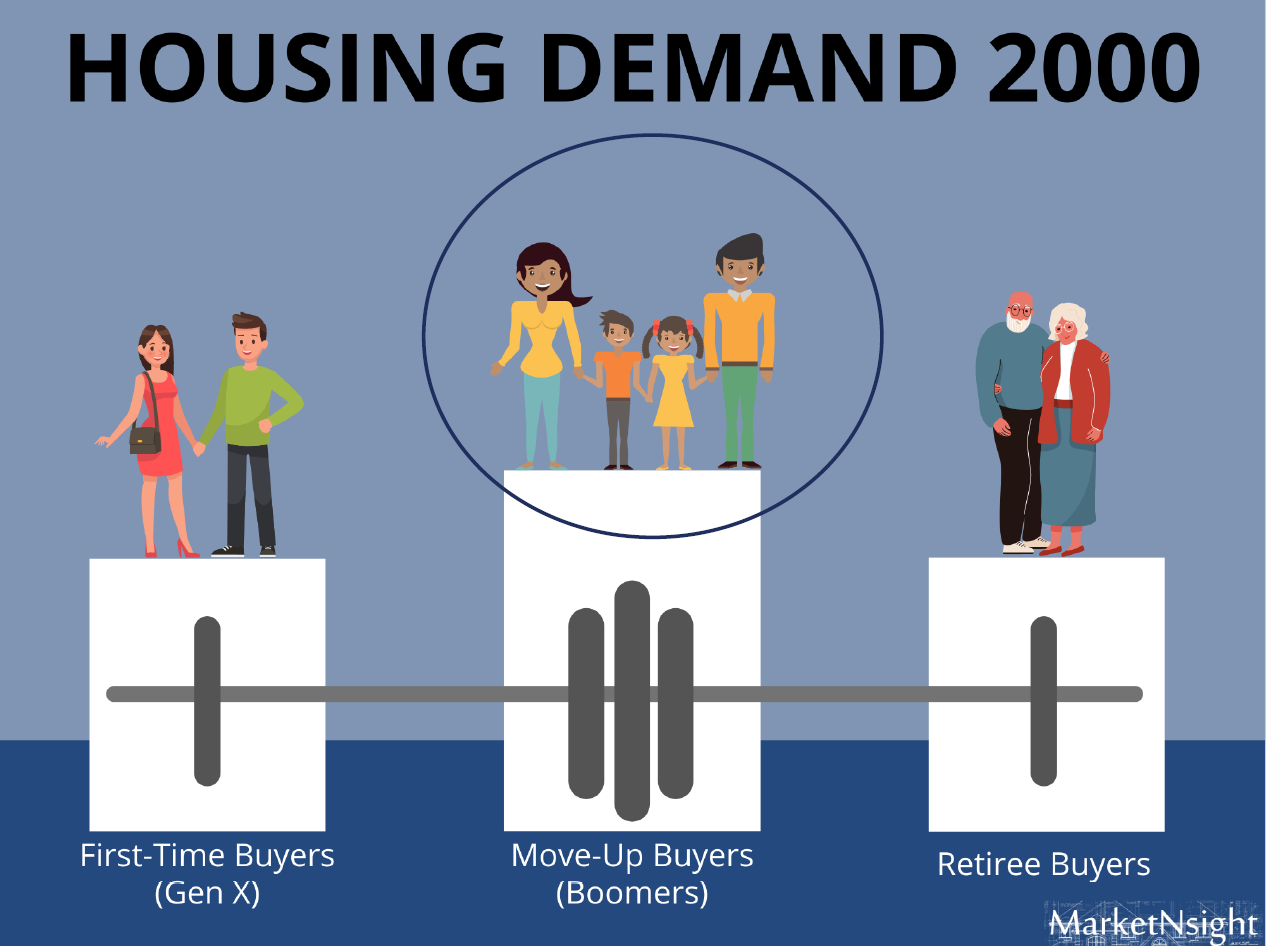 HOUSING DEMAND 2000
First-Time Buyers
(Gen X)
Move-Up Buyers
(Boomers)
Retiree Buyers
MarketNsight